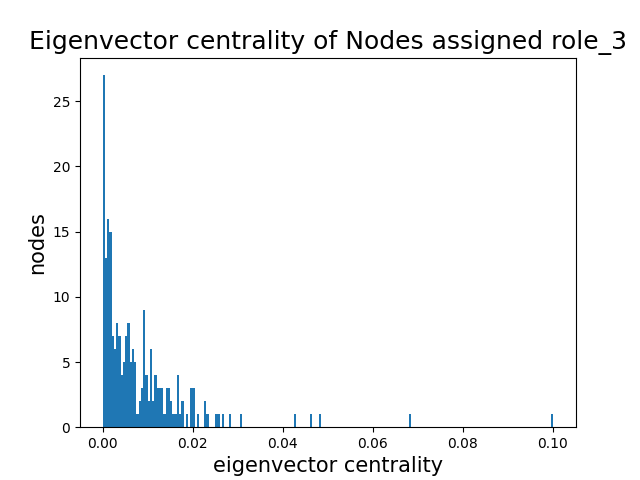 Eigenvector centrality of Nodes assigned role_3
nodes
25
20
15
10
5
0
0.00 0.02 0.04 0.06 0.08 0.10
eigenvector centrality